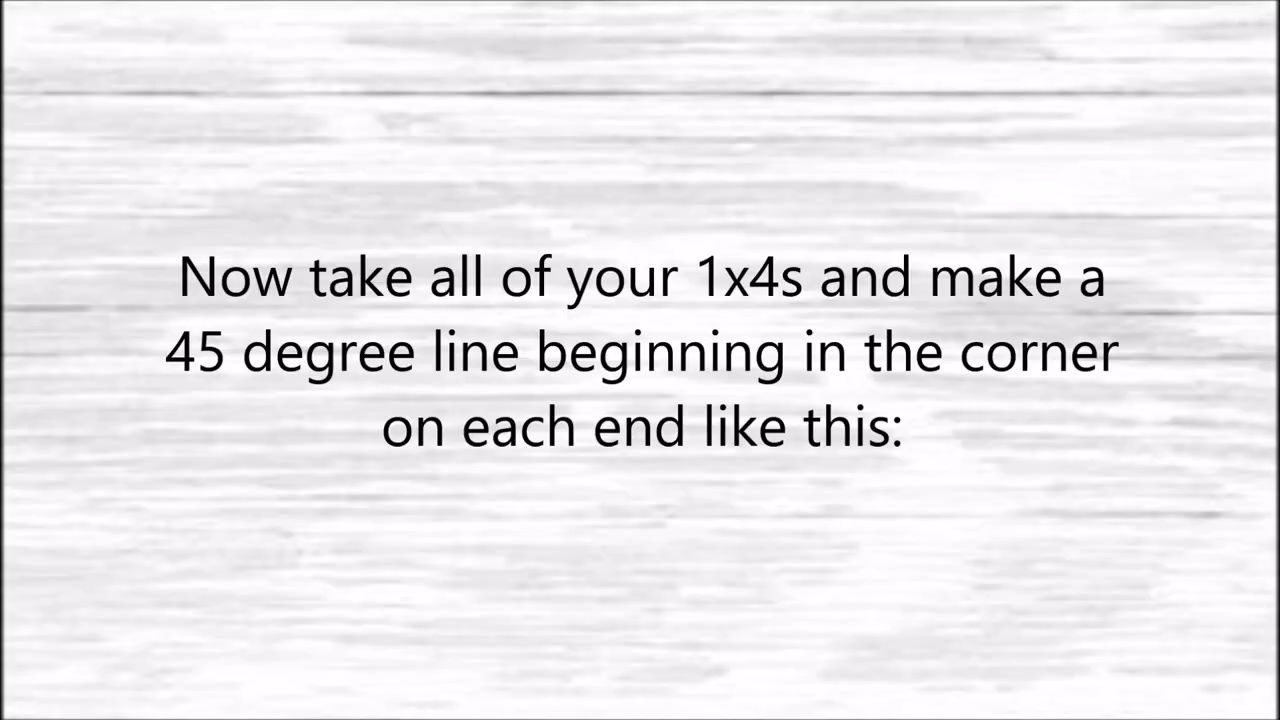 Now take all of your 1x4s and make a
45 degree line beginning in the corner
on each end like this: